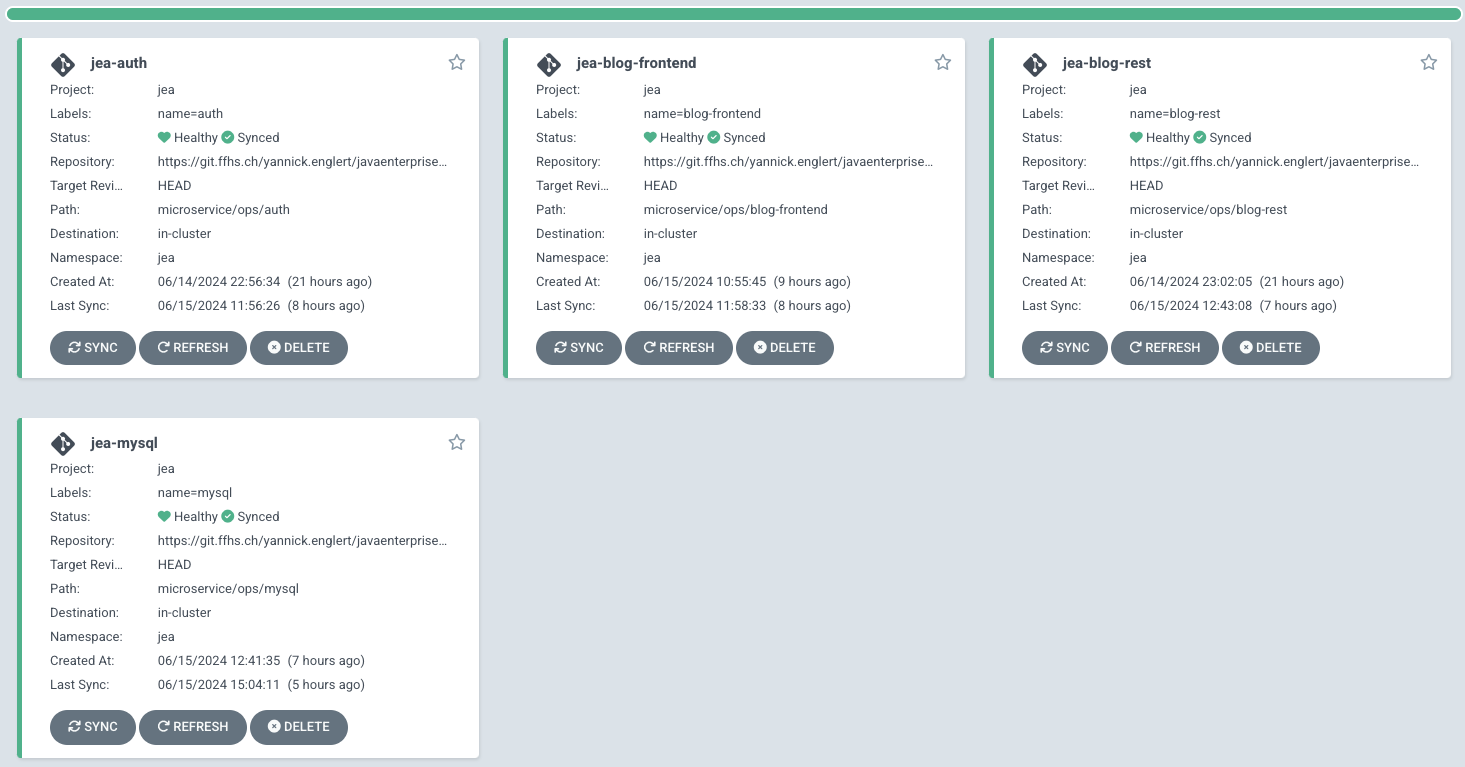 jea-auth
Project: jea
Labels: name=auth
Status: Healthy Synced
Repository: https://git.ffhs.ch/yannick.englert/javaenterprise...
Target Revi... HEAD
Path: microservice/ops/auth
Destination: in-cluster
Namespace: jea
Created At: 06/14/2024 22:56:34 (21 hours ago)
Last Sync: 06/15/2024 11:56:26 (8 hours ago)
SYNC REFRESH DELETE
jea-blog-frontend
Project: jea
Labels: name=blog-frontend
Status: Healthy Synced
Repository: https://git.ffhs.ch/yannick.englert/javaenterprise...
Target Revi... HEAD
Path: microservice/ops/blog-frontend
Destination: in-cluster
Namespace: jea
Created At: 06/15/2024 10:55:45 (9 hours ago)
Last Sync: 06/15/2024 11:58:33 (8 hours ago)
SYNC REFRESH DELETE
jea-blog-rest
Project: jea
Labels: name=blog-rest
Status: Healthy Synced
Repository: https://git.ffhs.ch/yannick.englert/javaenterprise...
Target Revi... HEAD
Path: microservice/ops/blog-rest
Destination: in-cluster
Namespace: jea
Created At: 06/14/2024 23:02:05 (21 hours ago)
Last Sync: 06/15/2024 12:43:08 (7 hours ago)
SYNC REFRESH DELETE
jea-mysql
Project: jea
Labels: name=mysql
Status: Healthy Synced
Repository: https://git.ffhs.ch/yannick.englert/javaenterprise...
Target Revi... HEAD
Path: microservice/ops/mysql
Destination: in-cluster
Namespace: jea
Created At: 06/15/2024 12:41:35 (7 hours ago)
Last Sync: 06/15/2024 15:04:11 (5 hours ago)
SYNC REFRESH DELETE